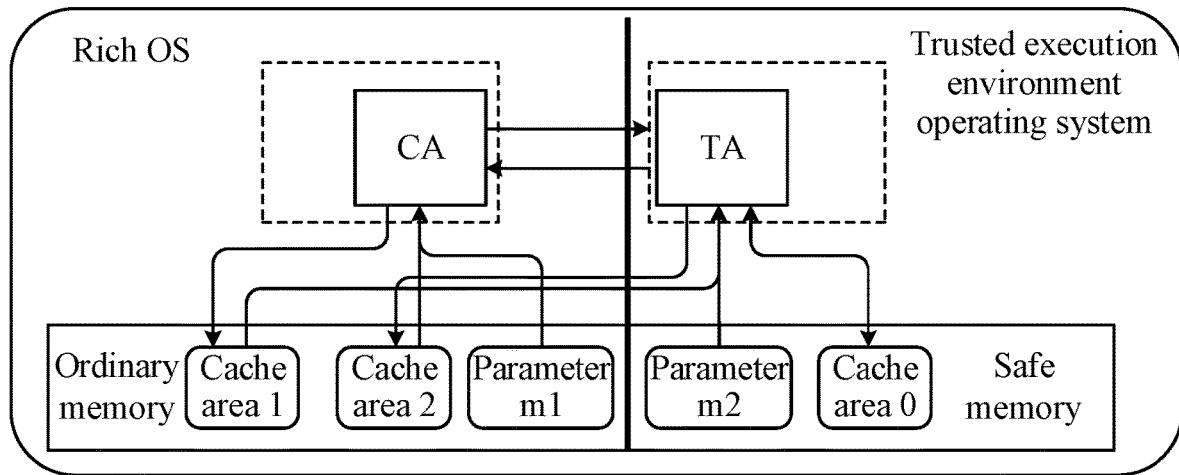 Rich OS
Trusted execution
environment
operating system
CA
TA
Ordinary
memory
Cache
area 1
Cache
area 2
Parameter
m1
Parameter
m2
Cache
area 0
Safe
memory